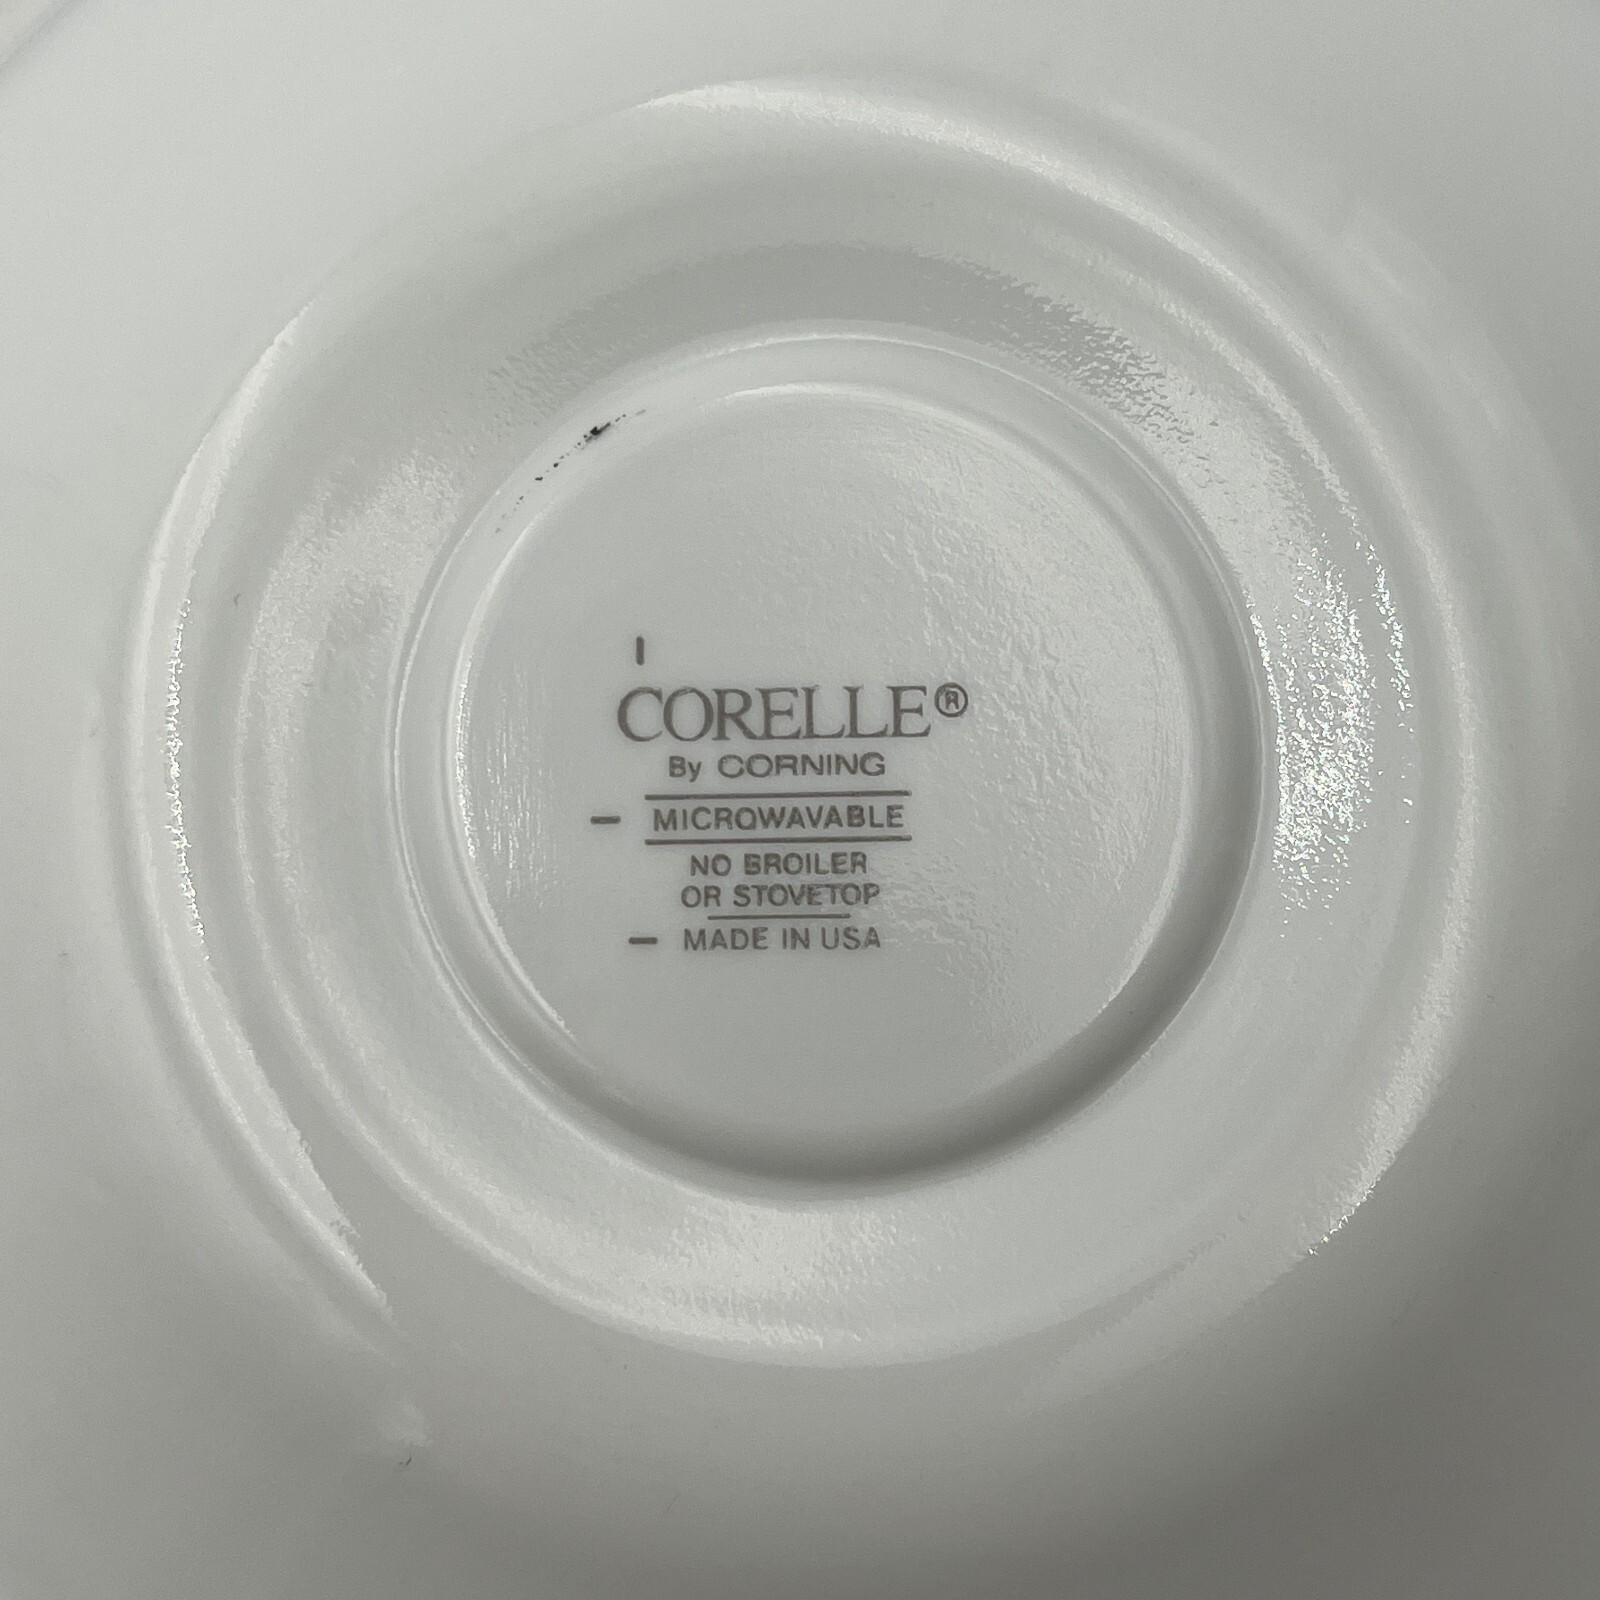 CORELLE®
By CORNING
MICROWAVABLE
NO BROILER
OR STOVETOP
MADE IN USA